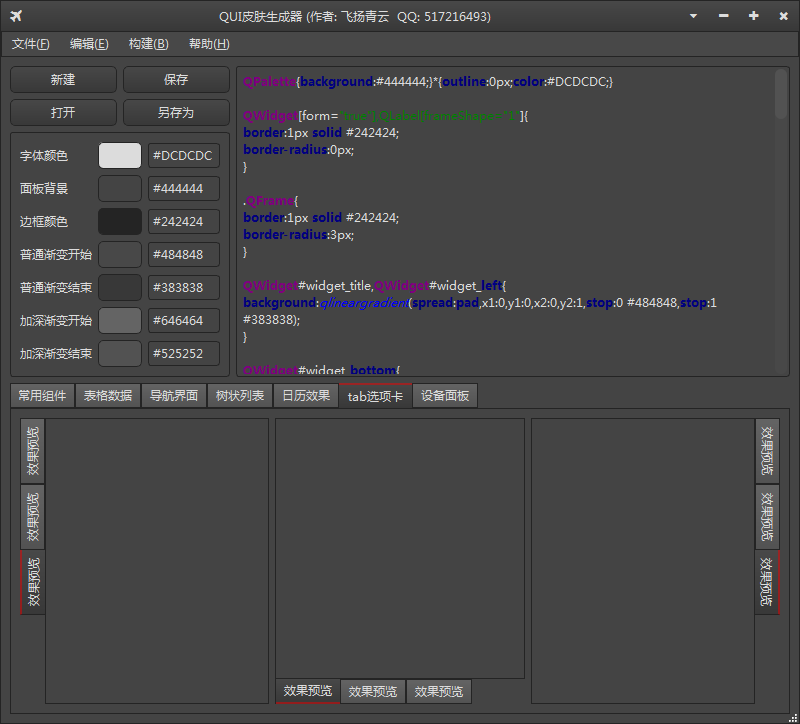 QUI皮肤生成器 (作者: 飞扬青云 QQ: 517216493)
文件(F) 编辑(E) 构建(B) 帮助(H)
新建 保存
打开 另存为
字体颜色 #DCDCDC
面板背景 #444444
边框颜色 #242424
普通渐变开始 #484848
普通渐变结束 #383838
加深渐变开始 #646464
加深渐变结束 #525252
QPalette{background:#444444;}*{outline:0px;color:#DCDCDC;}
QWidget[form="true"],QLabel[frameShape="1"]{
border:1px solid #242424;
border-radius:0px;
}
.QFrame{
border:1px solid #242424;
border-radius:3px;
}
QWidget#widget_title,QWidget#widget_left{
background:qlineargradient(spread:pad,x1:0,y1:0,x2:0,y2:1,stop:0 #484848,stop:1
#383838);
}
QWidget#widget_bottom{
常用组件 表格数据 导航界面 树状列表 日历效果 tab选项卡 设备面板
效果预览
效果预览
效果预览
效果预览 效果预览 效果预览
效果预览
效果预览
效果预览